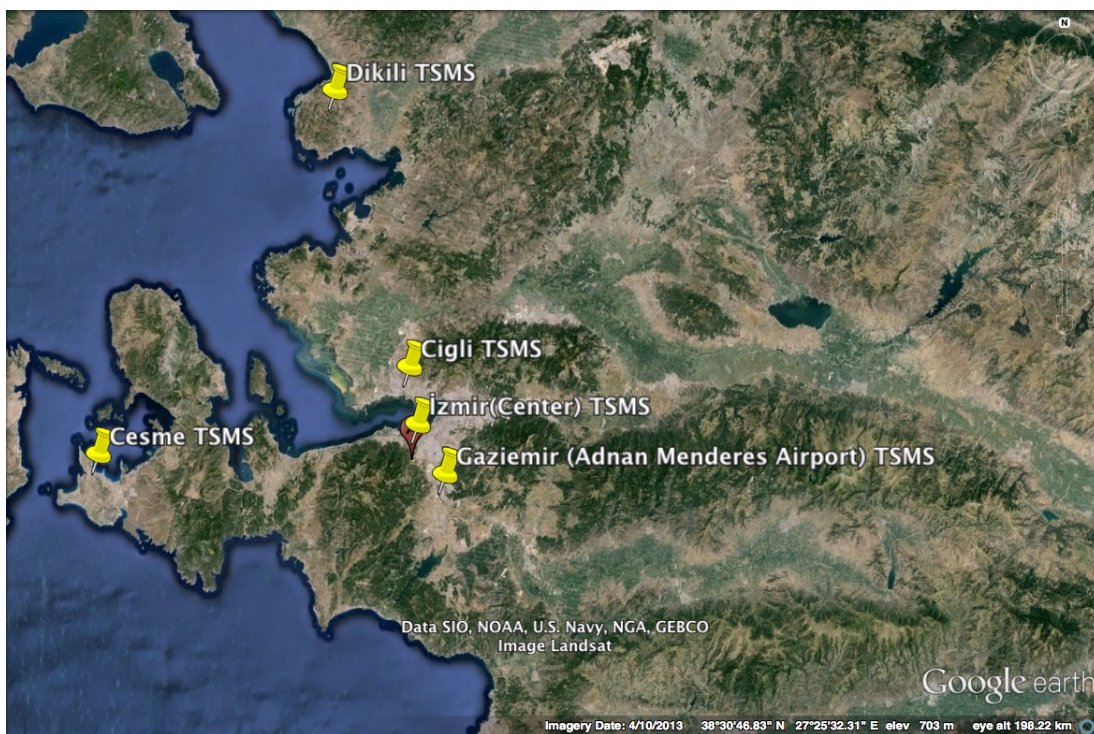 N
Dikili TSMS
Cigli TSMS
İzmir(Center) TSMS
Cesme TSMS
Gaziemir (Adnan Menderes Airport) TSMS
Data SIO, NOAA, U.S. Navy, NGA, GEBCO
Image Landsat
Google earth
Imagery Date: 4/10/2013 38°30'46.83" N 27°25'32.31" E elev 703 m eye alt 198.22 km